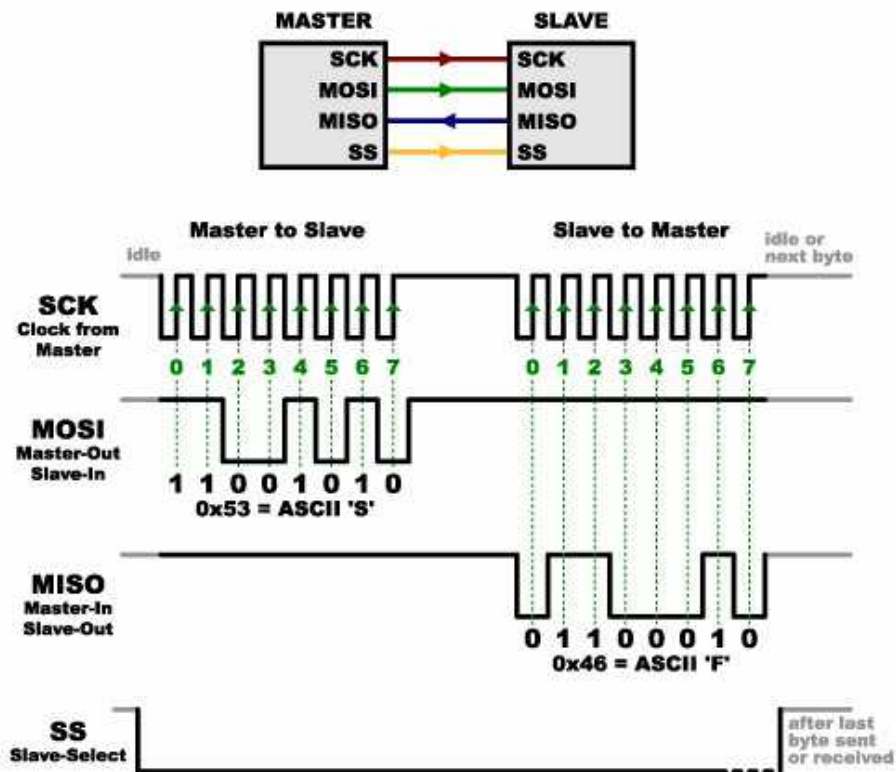 MASTER SLAVE
SCK SCK
MOSI MOSI
MISO MISO
SS SS
Master to Slave Slave to Master
idle
idle or
next byte
SCK
Clock from
Master
0 1 2 3 4 5 6 7 0 1 2 3 4 5 6 7
MOSI
Master-Out
Slave-In
1 1 0 0 1 0 1 0
0x53 = ASCII 'S'
MISO
Master-In
Slave-Out
0 1 1 0 0 0 1 0
0x46 = ASCII 'F'
SS
Slave-Select
after last
byte sent
or received